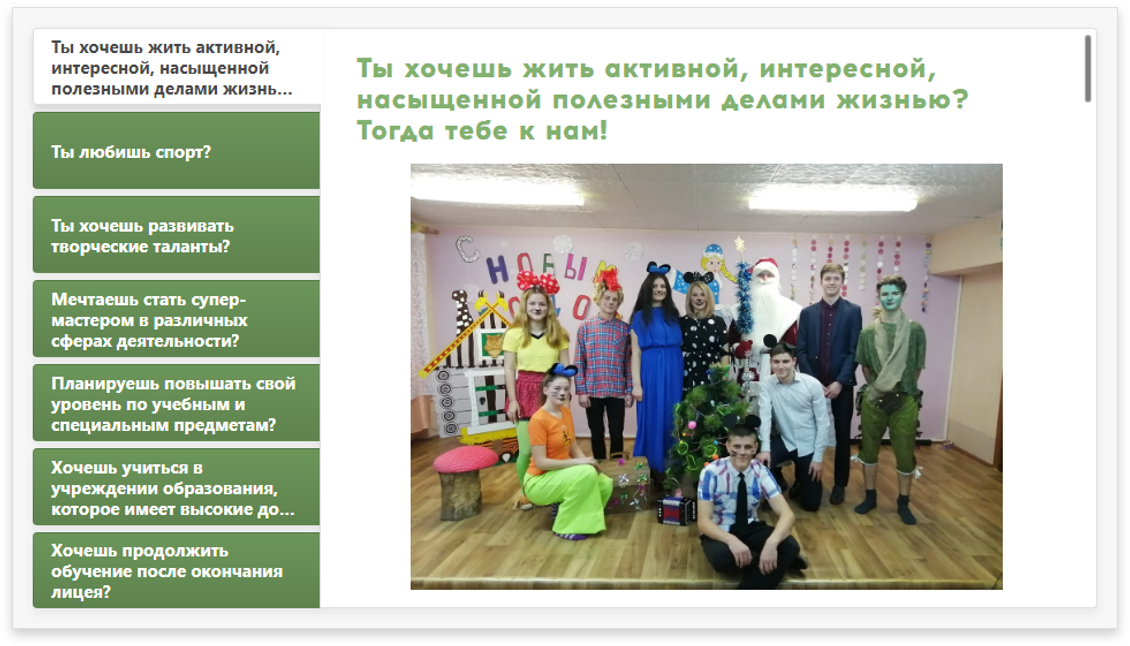 Ты хочешь жить активной,
интересной, насыщенной
полезными делами жизнь...
Ты любишь спорт?
Ты хочешь развивать
творческие таланты?
Мечтаешь стать супер-
мастером в различных
сферах деятельности?
Планируешь повышать свой
уровень по учебным и
специальным предметам?
Хочешь учиться в
учреждении образования,
которое имеет высокие до...
Хочешь продолжить
обучение после окончания
лицея?
Ты хочешь жить активной, интересной,
насыщенной полезными делами жизнью?
Тогда тебе к нам!
С НОВЫМ